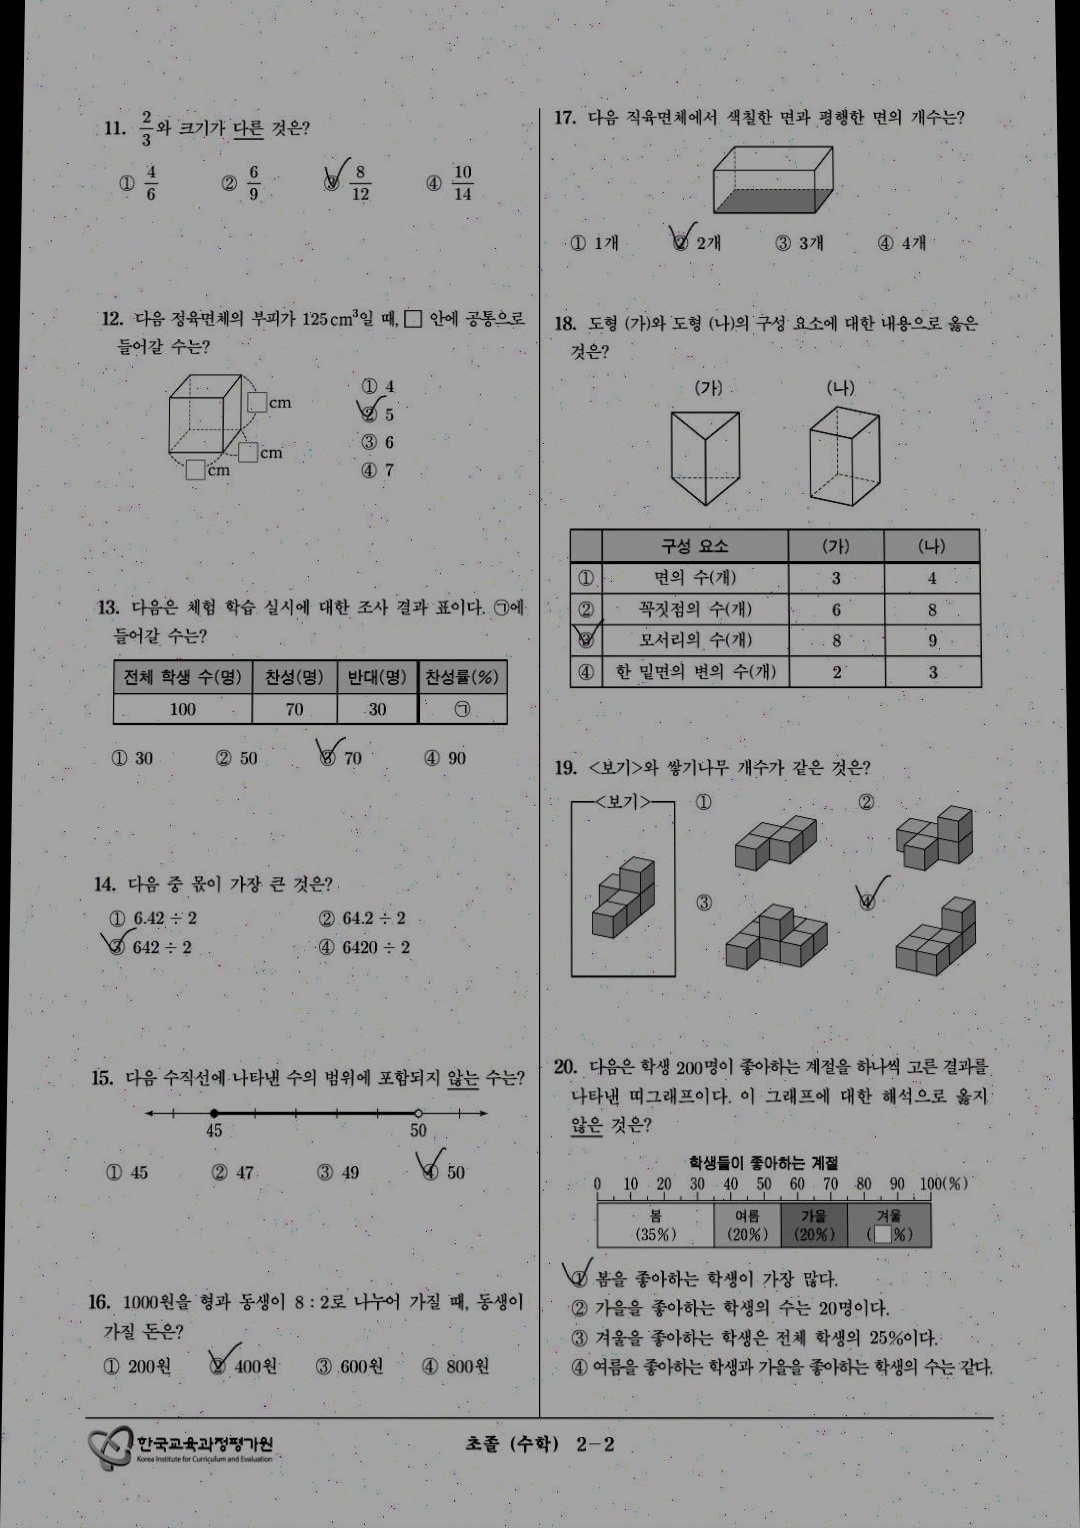 11. 2/3와 크기가 다른 것은?
① 4/6 ② 6/9 ③ 8/12 ④ 10/14
12. 다음 정육면체의 부피가 125cm³일 때, □ 안에 공통으로
들어갈 수는?
① 4
② 5
③ 6
④ 7
□cm
□cm
□cm
13. 다음은 체험 학습 실시에 대한 조사 결과 표이다. ㉠에
들어갈 수는?
전체 학생 수(명) 찬성(명) 반대(명) 찬성률(%)
100 70 30 ㉠
① 30 ② 50 ③ 70 ④ 90
14. 다음 중 몫이 가장 큰 것은?
① 6.42 ÷ 2 ② 64.2 ÷ 2
③ 642 ÷ 2 ④ 6420 ÷ 2
15. 다음 수직선에 나타낸 수의 범위에 포함되지 않는 수는?
45 50
① 45 ② 47 ③ 49 ④ 50
16. 1000원을 형과 동생이 8 : 2로 나누어 가질 때, 동생이
가질 돈은?
① 200원 ② 400원 ③ 600원 ④ 800원
17. 다음 직육면체에서 색칠한 면과 평행한 면의 개수는?
① 1개 ② 2개 ③ 3개 ④ 4개
18. 도형 (가)와 도형 (나)의 구성 요소에 대한 내용으로 옳은
것은?
(가) (나)
구성 요소 (가) (나)
① 면의 수(개) 3 4
② 꼭짓점의 수(개) 6 8
③ 모서리의 수(개) 8 9
④ 한 밑면의 변의 수(개) 2 3
19. <보기>와 쌓기나무 개수가 같은 것은?
<보기> ① ②
③ ④
20. 다음은 학생 200명이 좋아하는 계절을 하나씩 고른 결과를
나타낸 띠그래프이다. 이 그래프에 대한 해석으로 옳지
않은 것은?
학생들이 좋아하는 계절
0 10 20 30 40 50 60 70 80 90 100(%)
봄 여름 가을 겨울
(35%) (20%) (20%) (□%)
① 봄을 좋아하는 학생이 가장 많다.
② 가을을 좋아하는 학생의 수는 20명이다.
③ 겨울을 좋아하는 학생은 전체 학생의 25%이다.
④ 여름을 좋아하는 학생과 가을을 좋아하는 학생의 수는 같다.
한국교육과정평가원
Korea Institute for Curriculum and Evaluation
초졸 (수학) 2-2